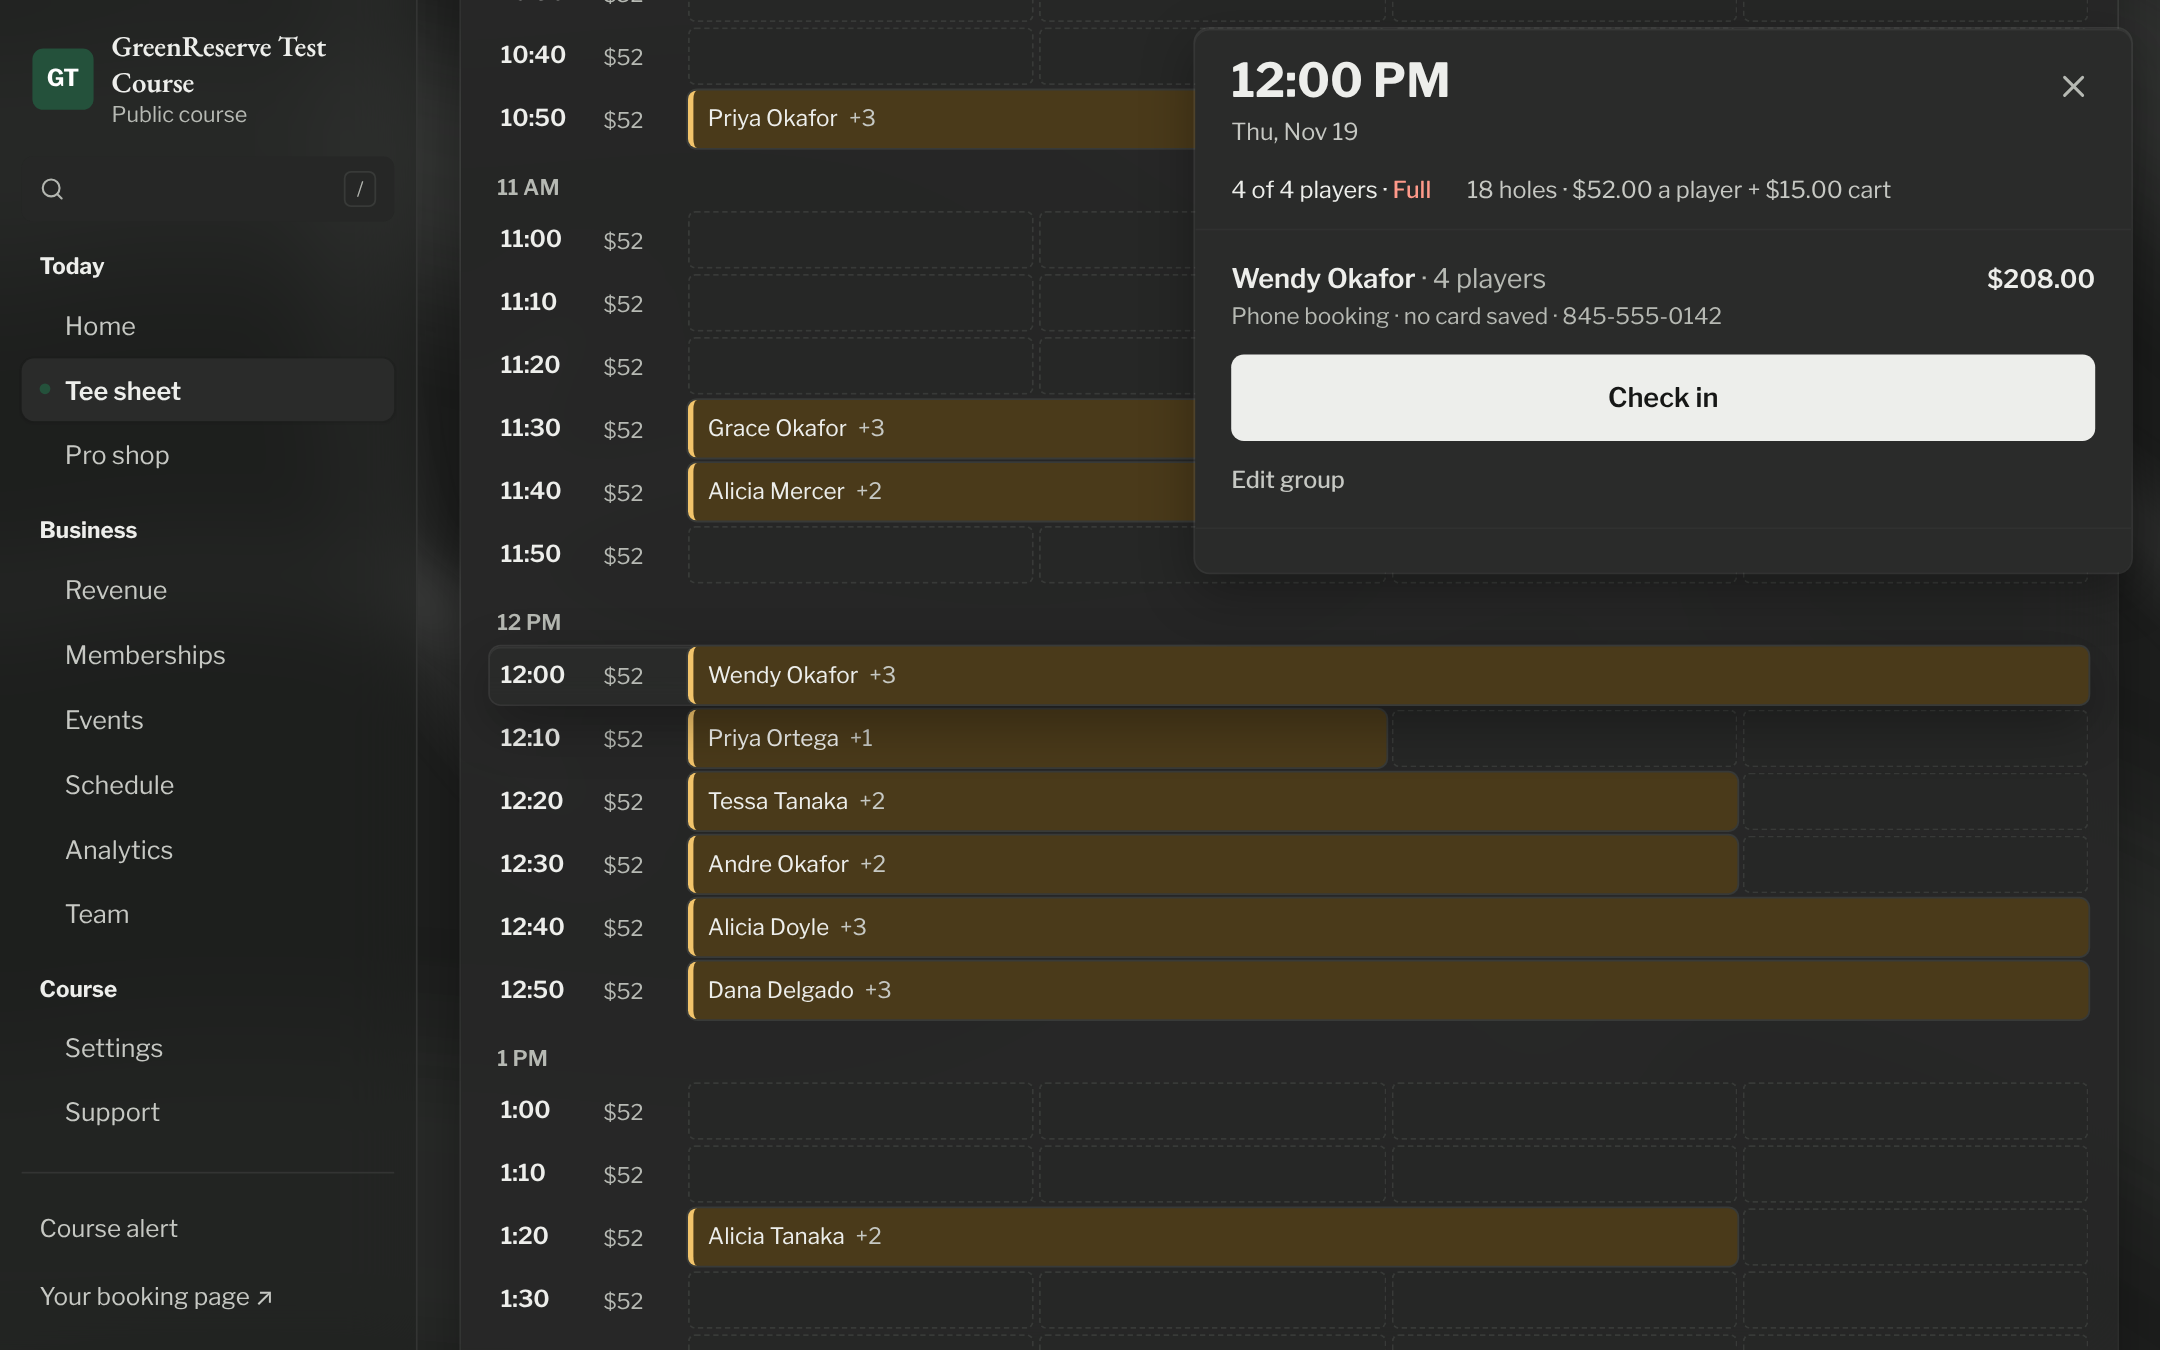 GT
GreenReserve Test
Course
Public course
/
Today
Home
Tee sheet
Pro shop
Business
Revenue
Memberships
Events
Schedule
Analytics
Team
Course
Settings
Support
Course alert
Your booking page ↗
10:40 $52
10:50 $52 Priya Okafor +3
11 AM
11:00 $52
11:10 $52
11:20 $52
11:30 $52 Grace Okafor +3
11:40 $52 Alicia Mercer +2
11:50 $52
12 PM
12:00 $52 Wendy Okafor +3
12:10 $52 Priya Ortega +1
12:20 $52 Tessa Tanaka +2
12:30 $52 Andre Okafor +2
12:40 $52 Alicia Doyle +3
12:50 $52 Dana Delgado +3
1 PM
1:00 $52
1:10 $52
1:20 $52 Alicia Tanaka +2
1:30 $52
12:00 PM
Thu, Nov 19
4 of 4 players · Full 18 holes · $52.00 a player + $15.00 cart
Wendy Okafor · 4 players $208.00
Phone booking · no card saved · 845-555-0142
Check in
Edit group